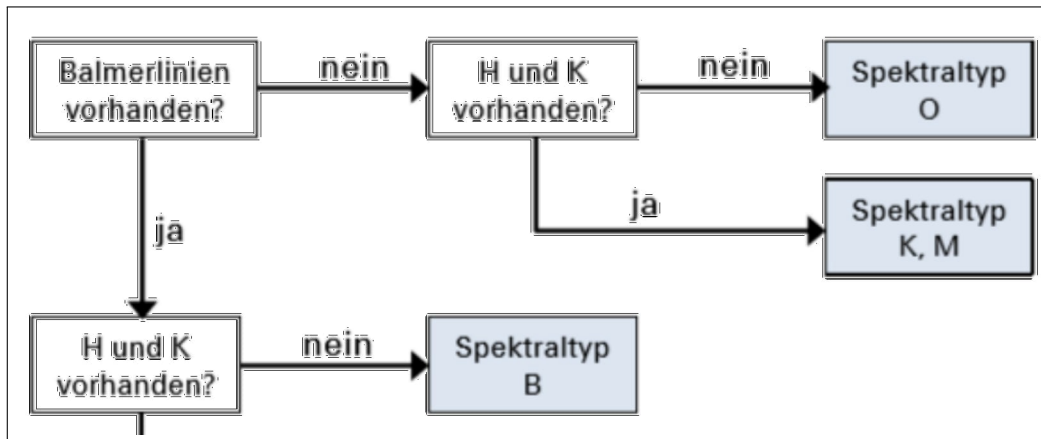 Balmerlinien
vorhanden?
nein
H und K
vorhanden?
nein
Spektraltyp
O
ja
Spektraltyp
K, M
ja
H und K
vorhanden?
nein
Spektraltyp
B